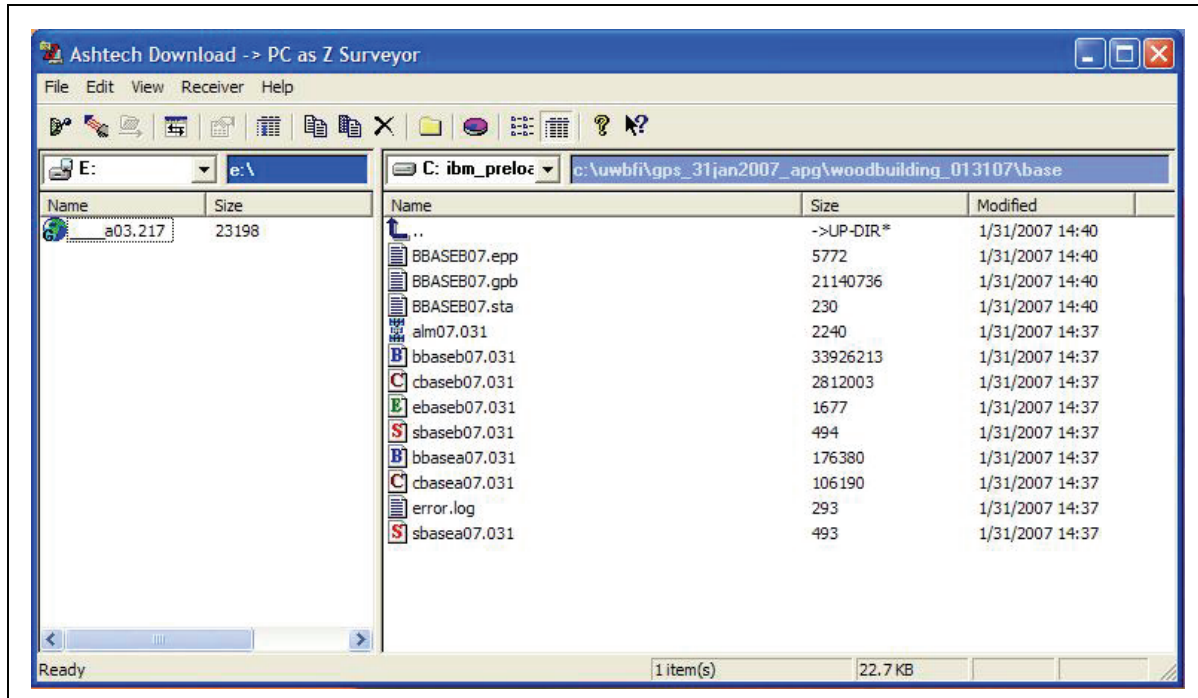 Ashtech Download -> PC as Z Surveyor
File Edit View Receiver Help
E: e:\ C: ibm_preloa c:\uwbfi\gps_31jan2007_apg\woodbuilding_013107\base
Name Size Name Size Modified
____a03.217 23198 .. ->UP-DIR* 1/31/2007 14:40
BBASEB07.epp 5772 1/31/2007 14:40
BBASEB07.gpb 21140736 1/31/2007 14:40
BBASEB07.sta 230 1/31/2007 14:40
alm07.031 2240 1/31/2007 14:37
B bbaseb07.031 33926213 1/31/2007 14:37
C cbaseb07.031 2812003 1/31/2007 14:37
E ebaseb07.031 1677 1/31/2007 14:37
S sbaseb07.031 494 1/31/2007 14:37
B bbasea07.031 176380 1/31/2007 14:37
C cbasea07.031 106190 1/31/2007 14:37
error.log 293 1/31/2007 14:37
S sbasea07.031 493 1/31/2007 14:37
Ready 1 item(s) 22.7 KB